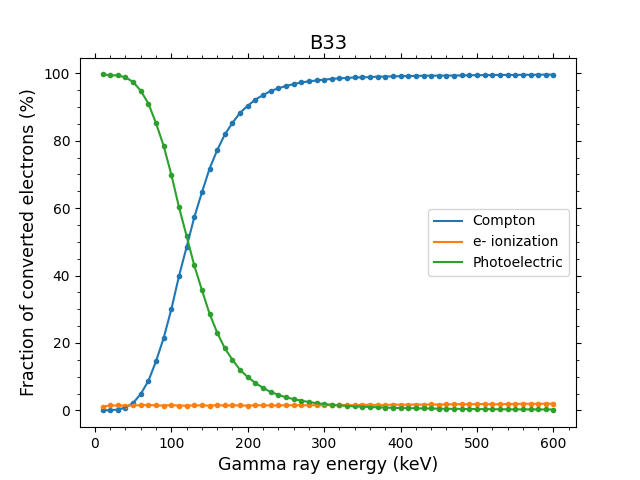 B33
Fraction of converted electrons (%)
100
80
60
40
20
0
Compton
e- ionization
Photoelectric
0 100 200 300 400 500 600
Gamma ray energy (keV)